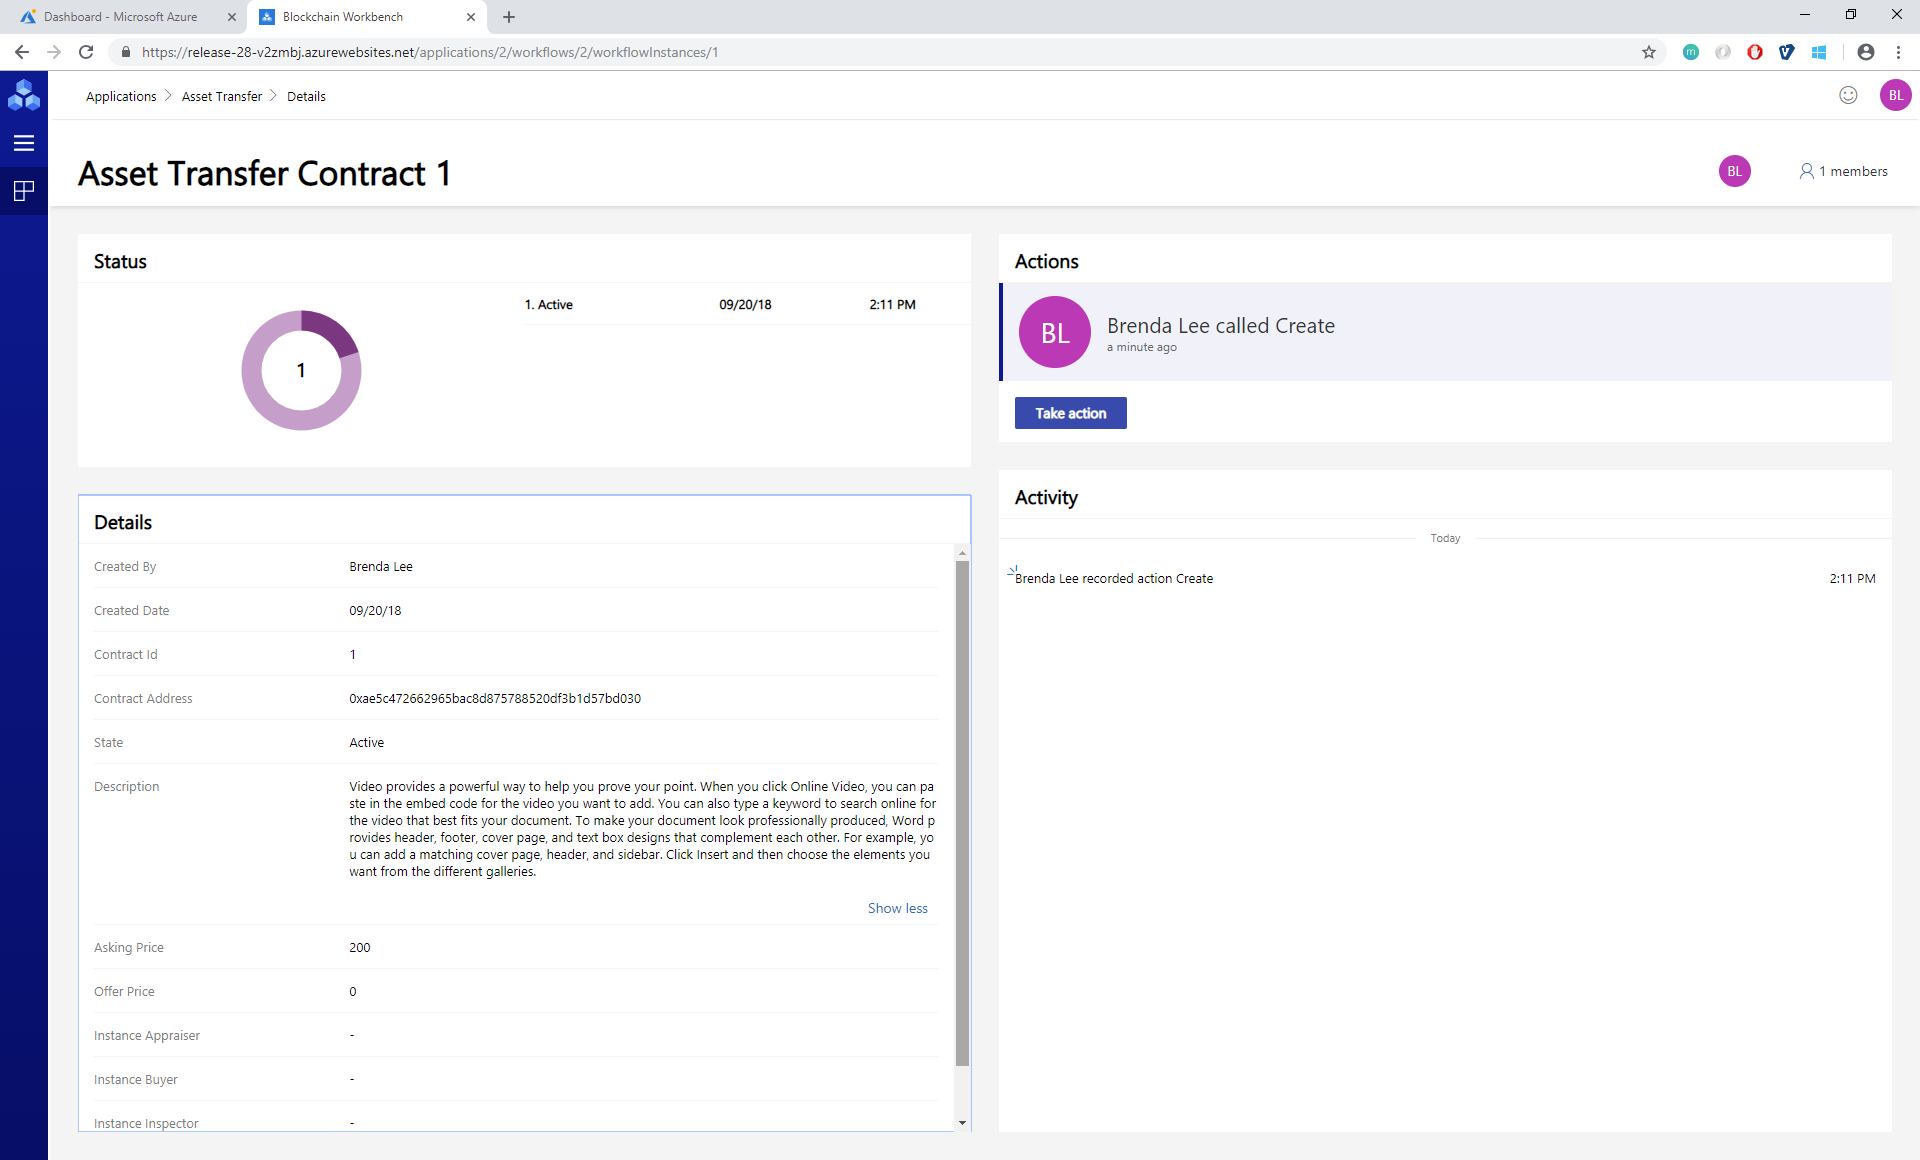 Dashboard - Microsoft Azure
Blockchain Workbench
https://release-28-v2zmbj.azurewebsites.net/applications/2/workflows/2/workflowInstances/1
m
Applications
Asset Transfer
Details
BL
Asset Transfer Contract 1
BL
1 members
Status
1
1. Active 09/20/18 2:11 PM
Actions
BL
Brenda Lee called Create
a minute ago
Take action
Details
Created By Brenda Lee
Created Date 09/20/18
Contract Id 1
Contract Address 0xae5c472662965bac8d875788520df3b1d57bd030
State Active
Description Video provides a powerful way to help you prove your point. When you click Online Video, you can pa
ste in the embed code for the video you want to add. You can also type a keyword to search online for
the video that best fits your document. To make your document look professionally produced, Word p
rovides header, footer, cover page, and text box designs that complement each other. For example, yo
u can add a matching cover page, header, and sidebar. Click Insert and then choose the elements you
want from the different galleries.
Show less
Asking Price 200
Offer Price 0
Instance Appraiser -
Instance Buyer -
Instance Inspector -
Activity
Today
Brenda Lee recorded action Create 2:11 PM